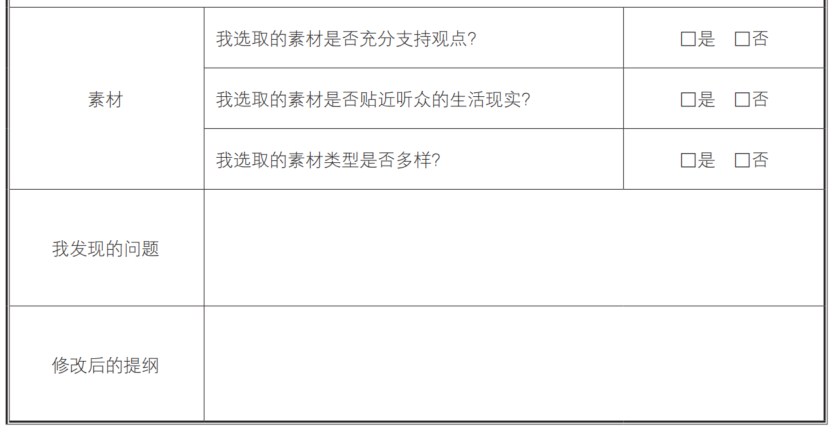 素材
我选取的素材是否充分支持观点？
□是 □否
我选取的素材是否贴近听众的生活现实？
□是 □否
我选取的素材类型是否多样？
□是 □否
我发现的问题
修改后的提纲